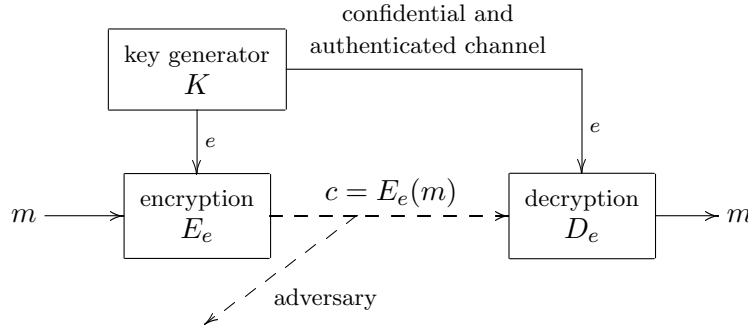 confidential and
authenticated channel
key generator
K
e
e
m
encryption
E_e
c = E_e(m)
decryption
D_e
m
adversary